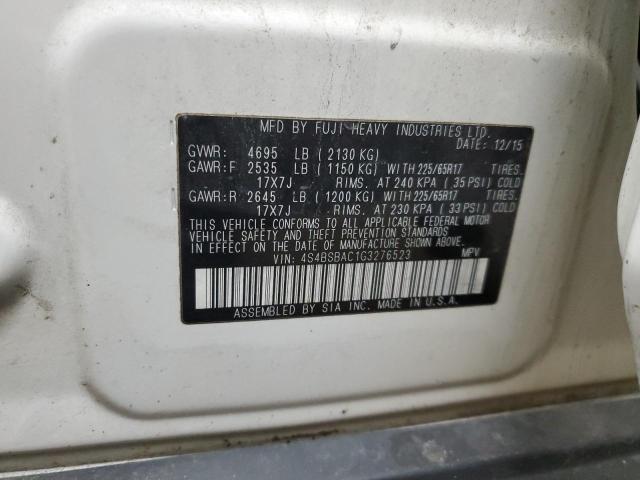 MFD BY FUJI HEAVY INDUSTRIES LTD.
DATE: 12/15
GVWR: 4695 LB ( 2130 KG)
GAWR:F 2535 LB ( 1150 KG) WITH 225/65R17 TIRES.
17X7J RIMS. AT 240 KPA ( 35 PSI) COLD
GAWR:R 2645 LB ( 1200 KG) WITH 225/65R17 TIRES.
17X7J RIMS. AT 230 KPA ( 33 PSI) COLD
THIS VEHICLE CONFORMS TO ALL APPLICABLE FEDERAL MOTOR
VEHICLE SAFETY AND BUMPER STANDARDS IN EFFECT ON THE
DATE OF MANUFACTURE SHOWN ABOVE.
VIN: 4S4BSBAC1G3276523 MPV
ASSEMBLED BY SIA INC. MADE IN U.S.A.